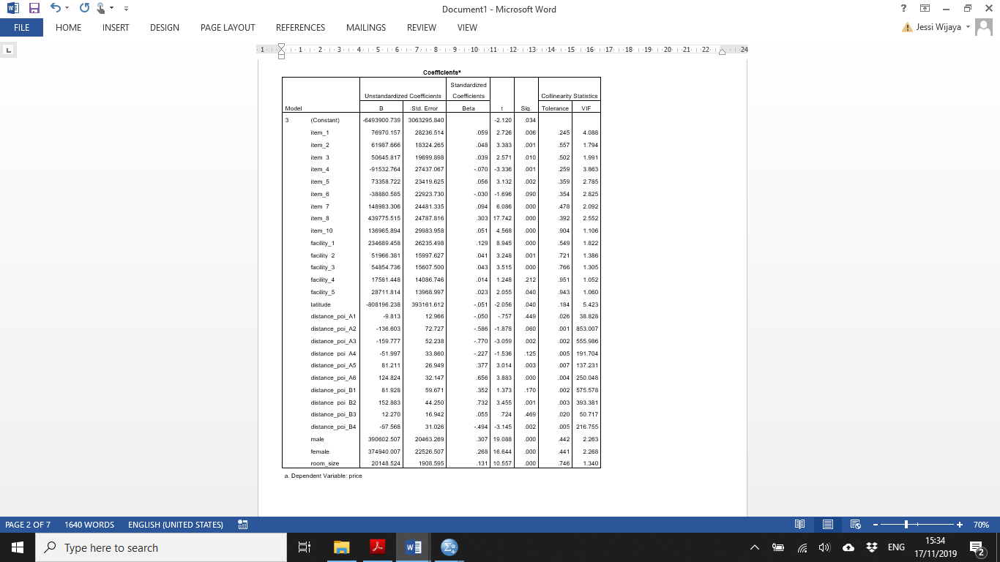 Document1 - Microsoft Word
FILE HOME INSERT DESIGN PAGE LAYOUT REFERENCES MAILINGS REVIEW VIEW
Jessi Wijaya
1 1 2 3 4 5 6 7 8 9 10 11 12 13 14 15 16 17 18 19 20 21 22 24
Coefficientsª
Standardized
Unstandardized Coefficients Coefficients Collinearity Statistics
Model B Std. Error Beta t Sig. Tolerance VIF
3 (Constant) -6493900.739 3063295.840 -2.120 .034
item_1 76970.157 28236.514 .059 2.726 .006 .245 4.088
item_2 61987.666 18324.265 .048 3.383 .001 .557 1.794
item_3 50645.817 19699.898 .039 2.571 .010 .502 1.991
item_4 -91532.764 27437.067 -.070 -3.336 .001 .259 3.863
item_5 73358.722 23419.625 .056 3.132 .002 .359 2.785
item_6 -38880.585 22923.730 -.030 -1.696 .090 .354 2.825
item_7 148983.306 24481.335 .094 6.086 .000 .478 2.092
item_8 439775.515 24787.816 .303 17.742 .000 .392 2.552
item_10 136965.894 29983.958 .051 4.568 .000 .904 1.106
facility_1 234689.458 26235.498 .129 8.945 .000 .549 1.822
facility_2 51966.381 15997.627 .041 3.248 .001 .721 1.386
facility_3 54854.736 15607.500 .043 3.515 .000 .766 1.305
facility_4 17581.448 14086.746 .014 1.248 .212 .951 1.052
facility_5 28711.814 13968.997 .023 2.055 .040 .943 1.060
latitude -808196.238 393161.612 -.051 -2.056 .040 .184 5.423
distance_poi_A1 -9.813 12.966 -.050 -.757 .449 .026 38.828
distance_poi_A2 -136.603 72.727 -.586 -1.878 .060 .001 853.007
distance_poi_A3 -159.777 52.238 -.770 -3.059 .002 .002 555.986
distance_poi_A4 -51.997 33.860 -.227 -1.536 .125 .005 191.704
distance_poi_A5 81.211 26.949 .377 3.014 .003 .007 137.231
distance_poi_A6 124.824 32.147 .656 3.883 .000 .004 250.048
distance_poi_B1 81.928 59.671 .352 1.373 .170 .002 575.578
distance_poi_B2 152.883 44.250 .732 3.455 .001 .003 393.381
distance_poi_B3 12.270 16.942 .055 .724 .469 .020 50.717
distance_poi_B4 -97.568 31.026 -.494 -3.145 .002 .005 216.755
male 390602.507 20463.269 .307 19.088 .000 .442 2.263
female 374940.007 22526.507 .268 16.644 .000 .441 2.268
room_size 20148.524 1908.595 .131 10.557 .000 .746 1.340
a. Dependent Variable: price
PAGE 2 OF 7 1640 WORDS ENGLISH (UNITED STATES) 70%
Type here to search ENG 15:34
17/11/2019 2